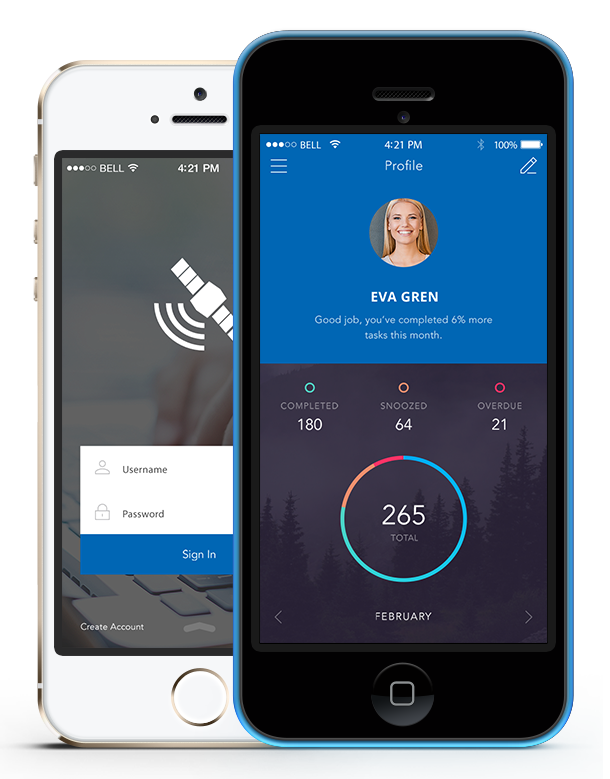 BELL
4:21 PM
Username
Password
Sign In
Create Account
BELL
4:21 PM
100%
Profile
EVA GREN
Good job, you've completed 6% more
tasks this month.
COMPLETED
SNOOZED
OVERDUE
180
64
21
265
TOTAL
FEBRUARY